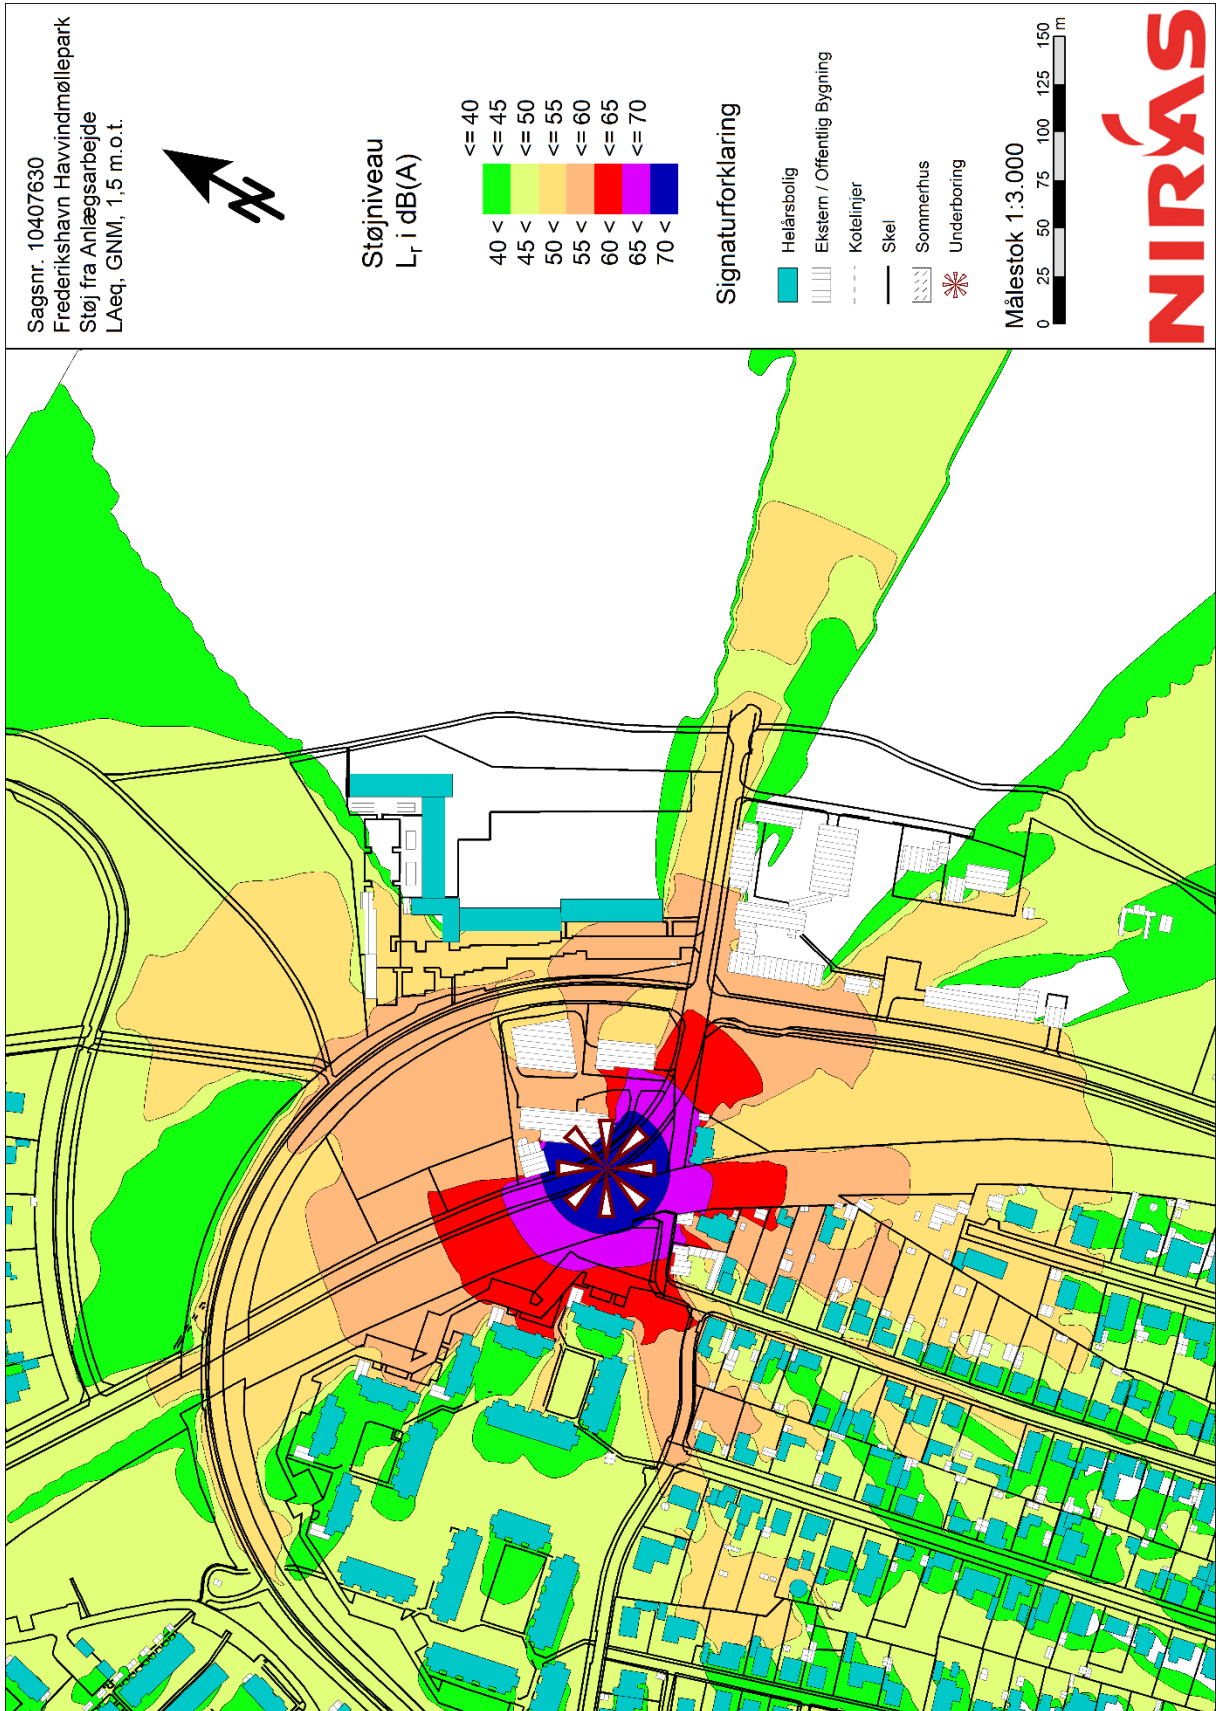 Sagsnr. 10407630
Frederikshavn Havvindmøllepark
Støj fra Anlægsarbejde
LAeq, GNM, 1,5 m.o.t.
Støjniveau
Lr i dB(A)
<= 40
40 < <= 45
45 < <= 50
50 < <= 55
55 < <= 60
60 < <= 65
65 < <= 70
70 <
Signaturforklaring
Helårsbolig
Ekstern / Offentlig Bygning
Kotelinjer
Skel
Sommerhus
Underboring
Målestok 1:3.000
0 25 50 75 100 125 150 m
NIRAS